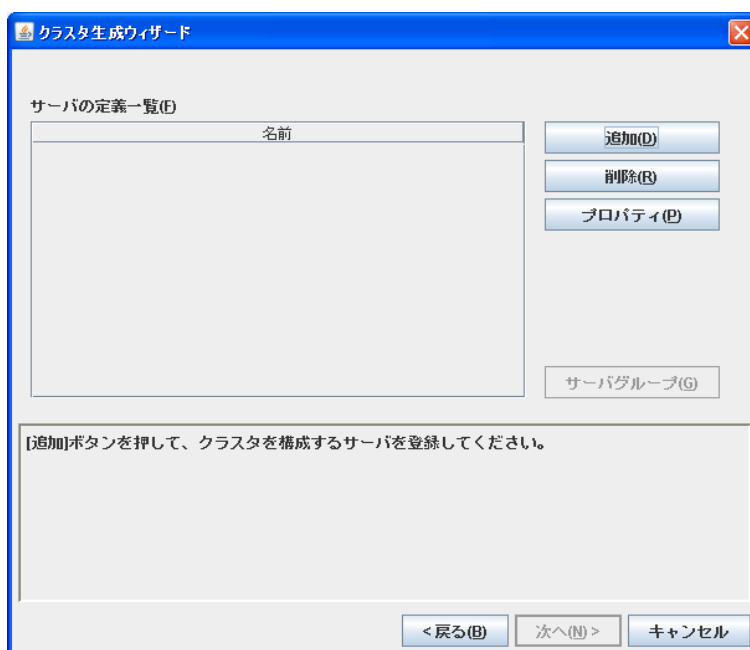 クラスタ生成ウィザード
サーバの定義一覧(F)
名前
追加(D)
削除(R)
プロパティ(P)
サーバグループ(G)
[追加]ボタンを押して、クラスタを構成するサーバを登録してください。
< 戻る(B)
次へ(N) >
キャンセル